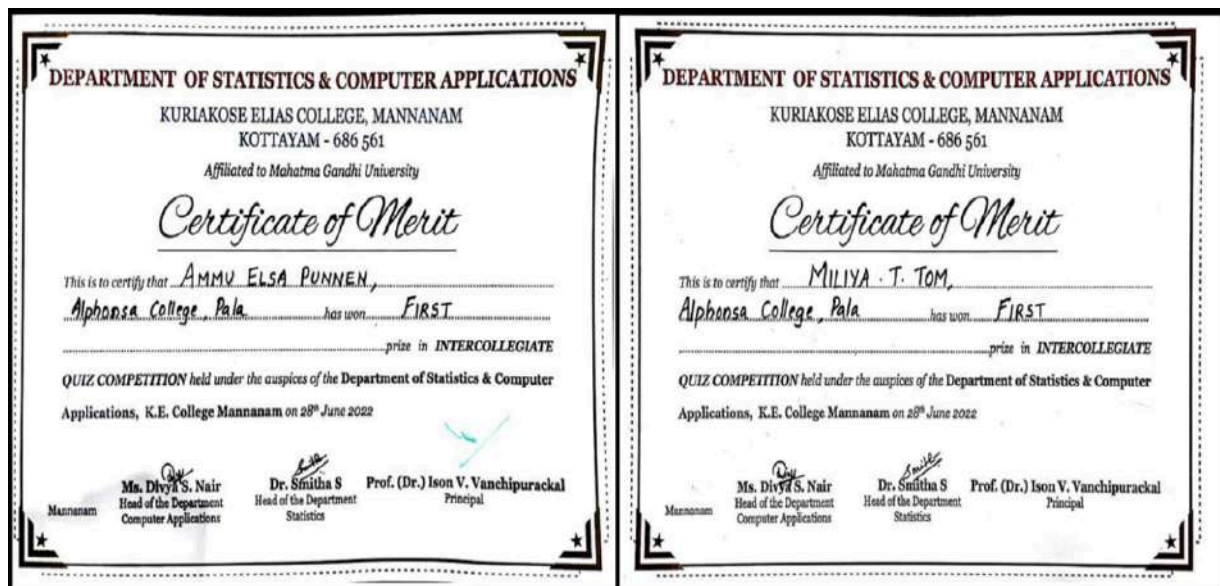 DEPARTMENT OF STATISTICS & COMPUTER APPLICATIONS
KURIAKOSE ELIAS COLLEGE, MANNANAM
KOTTAYAM - 686 561
Affiliated to Mahatma Gandhi University
Certificate of Merit
This is to certify that AMMU ELSA PUNNEN,
Alphonsa College, Pala has won FIRST
prize in INTERCOLLEGIATE
QUIZ COMPETITION held under the auspices of the Department of Statistics & Computer
Applications, K.E. College Mannanam on 28th June 2022
Ms. Divya S. Nair
Head of the Department
Computer Applications
Dr. Smitha S
Head of the Department
Statistics
Prof. (Dr.) Ison V. Vanchipurackal
Principal
Mannanam
DEPARTMENT OF STATISTICS & COMPUTER APPLICATIONS
KURIAKOSE ELIAS COLLEGE, MANNANAM
KOTTAYAM - 686 561
Affiliated to Mahatma Gandhi University
Certificate of Merit
This is to certify that MILIYA . T. TOM,
Alphonsa College, Pala has won FIRST
prize in INTERCOLLEGIATE
QUIZ COMPETITION held under the auspices of the Department of Statistics & Computer
Applications, K.E. College Mannanam on 28th June 2022
Ms. Divya S. Nair
Head of the Department
Computer Applications
Dr. Smitha S
Head of the Department
Statistics
Prof. (Dr.) Ison V. Vanchipurackal
Principal
Mannanam